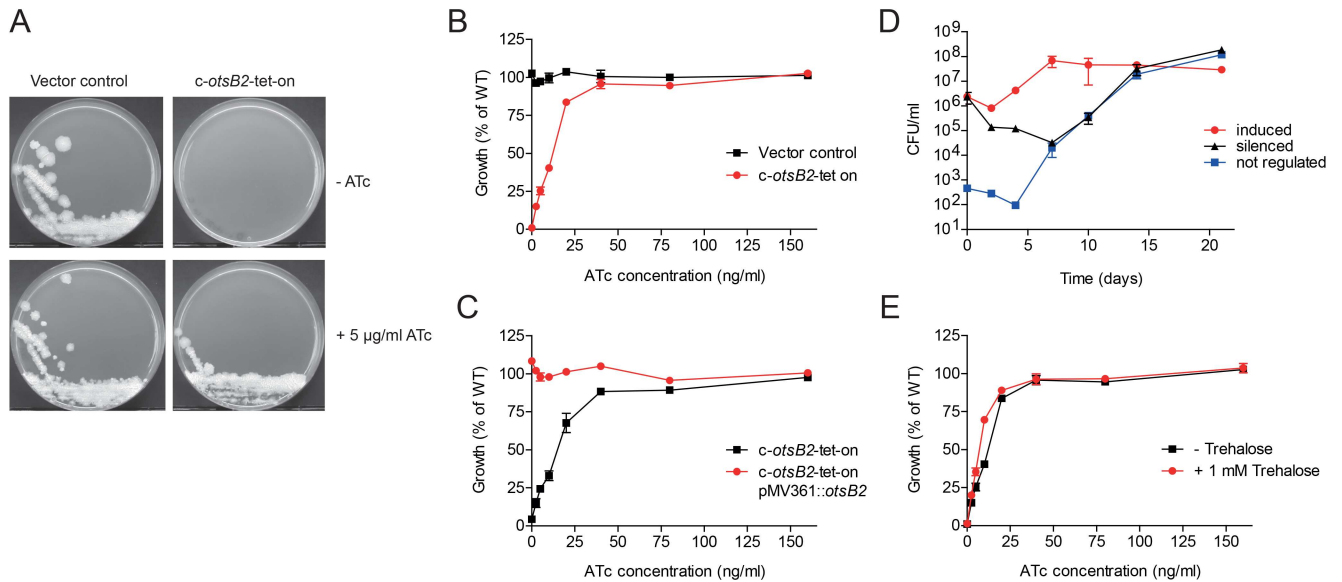 A
Vector control
c-otsB2-tet-on
- ATc
+ 5 µg/ml ATc
B
125
100
75
50
25
0
Growth (% of WT)
Vector control
c-otsB2-tet on
0 25 50 75 100 125 150
ATc concentration (ng/ml)
C
125
100
75
50
25
0
Growth (% of WT)
c-otsB2-tet-on
c-otsB2-tet-on
pMV361::otsB2
0 25 50 75 100 125 150
ATc concentration (ng/ml)
D
10⁹
10⁸
10⁷
10⁶
10⁵
10⁴
10³
10²
10¹
CFU/ml
induced
silenced
not regulated
0 5 10 15 20
Time (days)
E
125
100
75
50
25
0
Growth (% of WT)
- Trehalose
+ 1 mM Trehalose
0 25 50 75 100 125 150
ATc concentration (ng/ml)